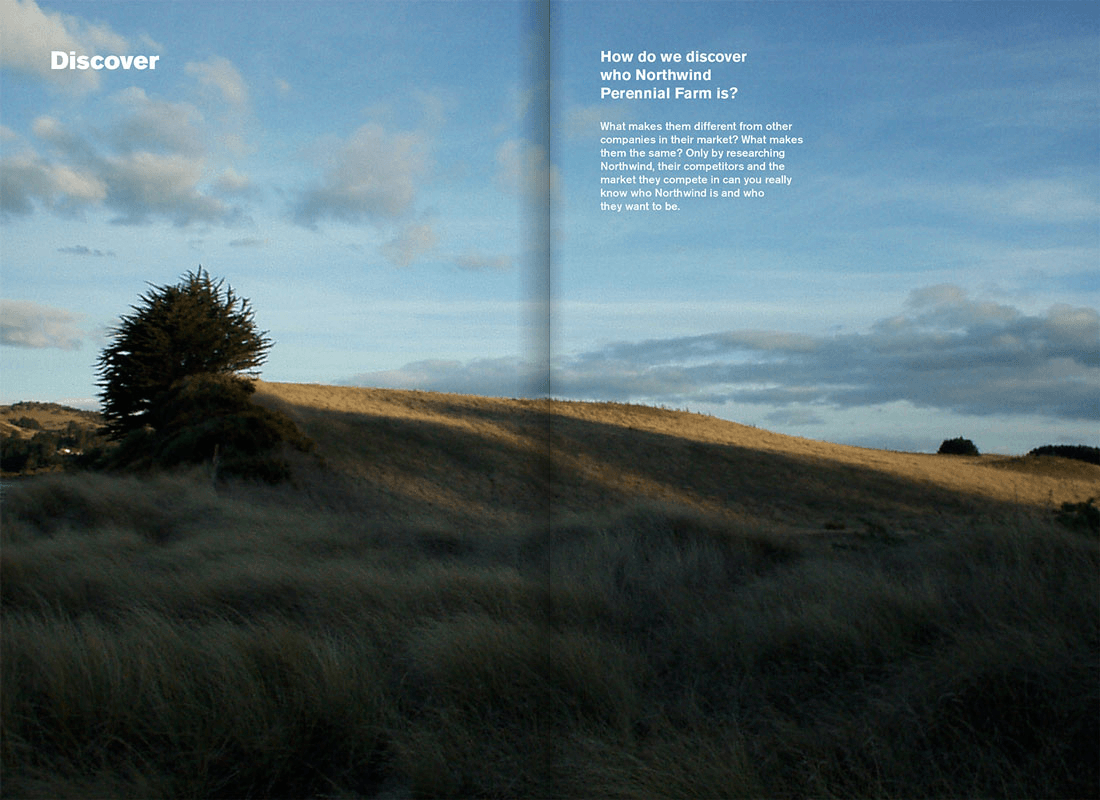 Discover
How do we discover
who Northwind
Perennial Farm is?
What makes them different from other
companies in their market? What makes
them the same? Only by researching
Northwind, their competitors and the
market they compete in can you really
know who Northwind is and who
they want to be.